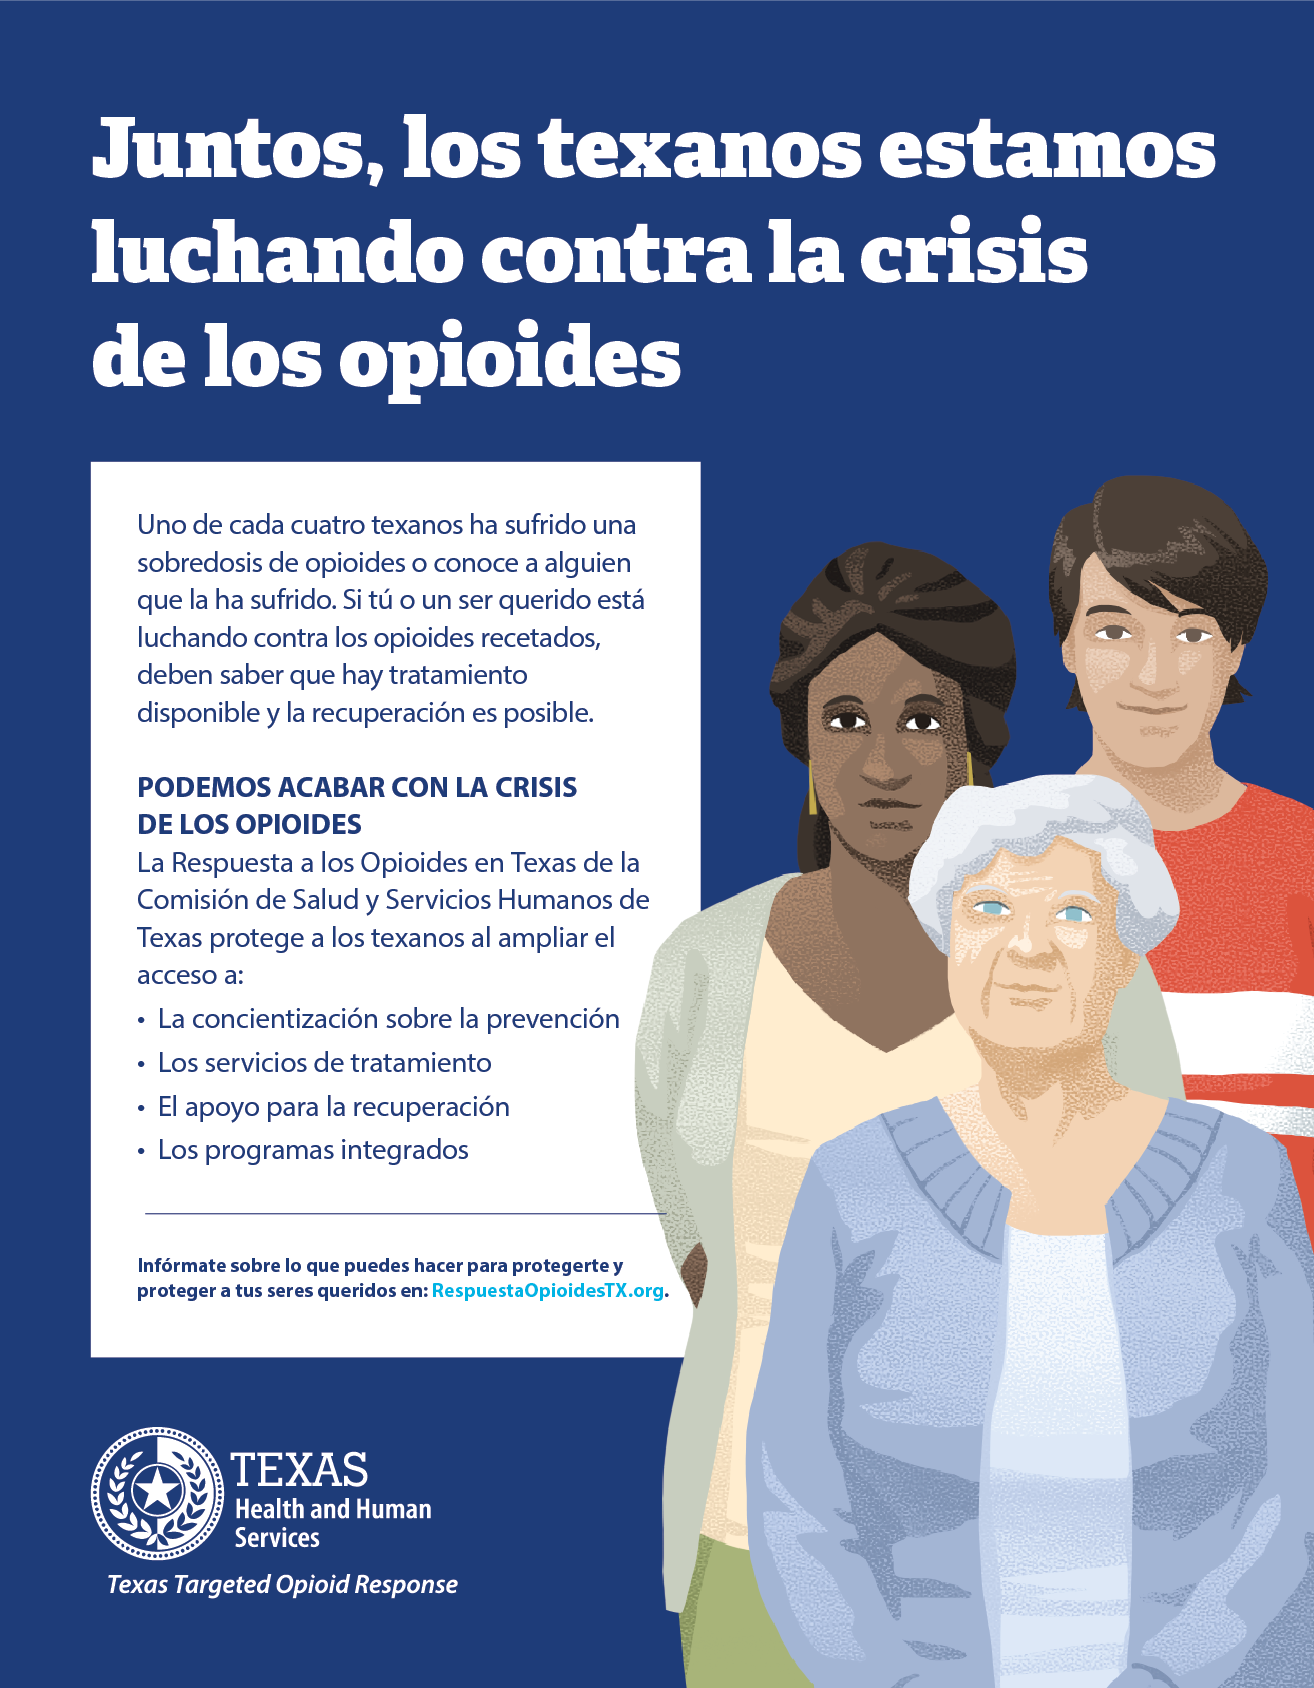 Juntos, los texanos estamos
luchando contra la crisis
de los opioides
Uno de cada cuatro texanos ha sufrido una
sobredosis de opioides o conoce a alguien
que la ha sufrido. Si tú o un ser querido está
luchando contra los opioides recetados,
deben saber que hay tratamiento
disponible y la recuperación es posible.
PODEMOS ACABAR CON LA CRISIS
DE LOS OPIOIDES
La Respuesta a los Opioides en Texas de la
Comisión de Salud y Servicios Humanos de
Texas protege a los texanos al ampliar el
acceso a:
• La concientización sobre la prevención
• Los servicios de tratamiento
• El apoyo para la recuperación
• Los programas integrados
Infórmate sobre lo que puedes hacer para protegerte y
proteger a tus seres queridos en: RespuestaOpioidesTX.org.
TEXAS
Health and Human
Services
Texas Targeted Opioid Response